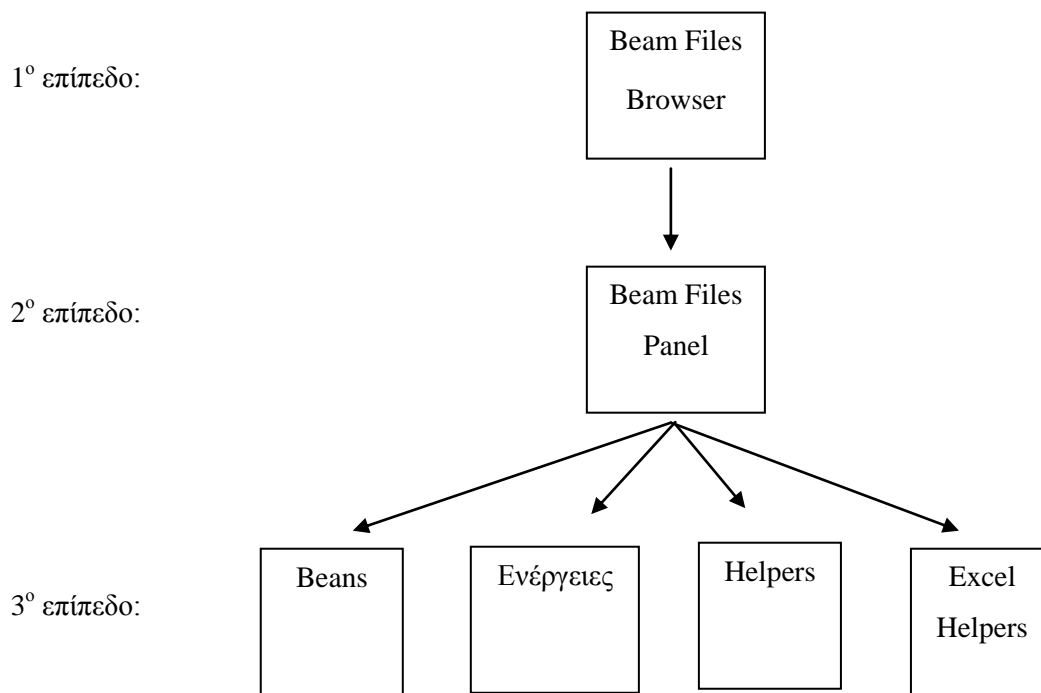 1ο επίπεδο:
Beam Files
Browser
2ο επίπεδο:
Beam Files
Panel
3ο επίπεδο:
Beans
Ενέργειες
Helpers
Excel
Helpers